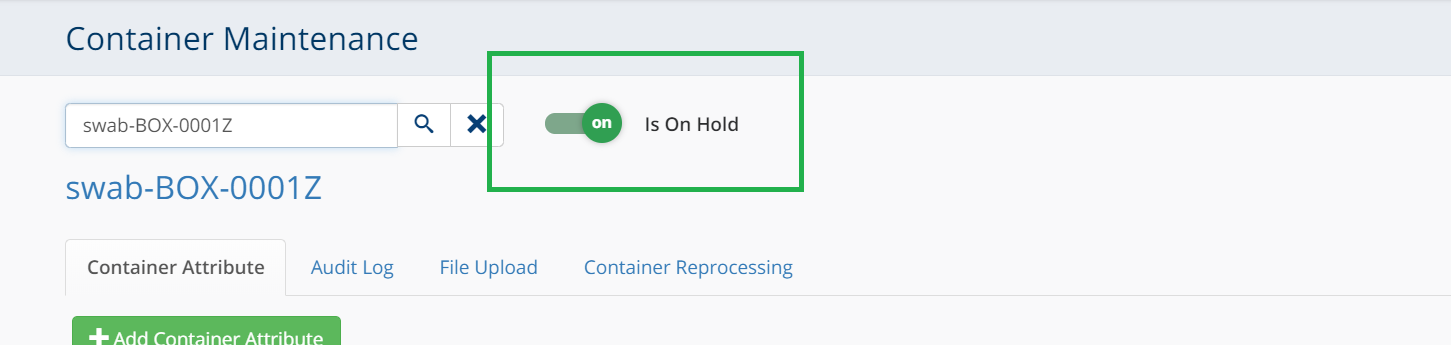 Container Maintenance
swab-BOX-0001Z
on
Is On Hold
swab-BOX-0001Z
Container Attribute
Audit Log
File Upload
Container Reprocessing
Add Container Attribute